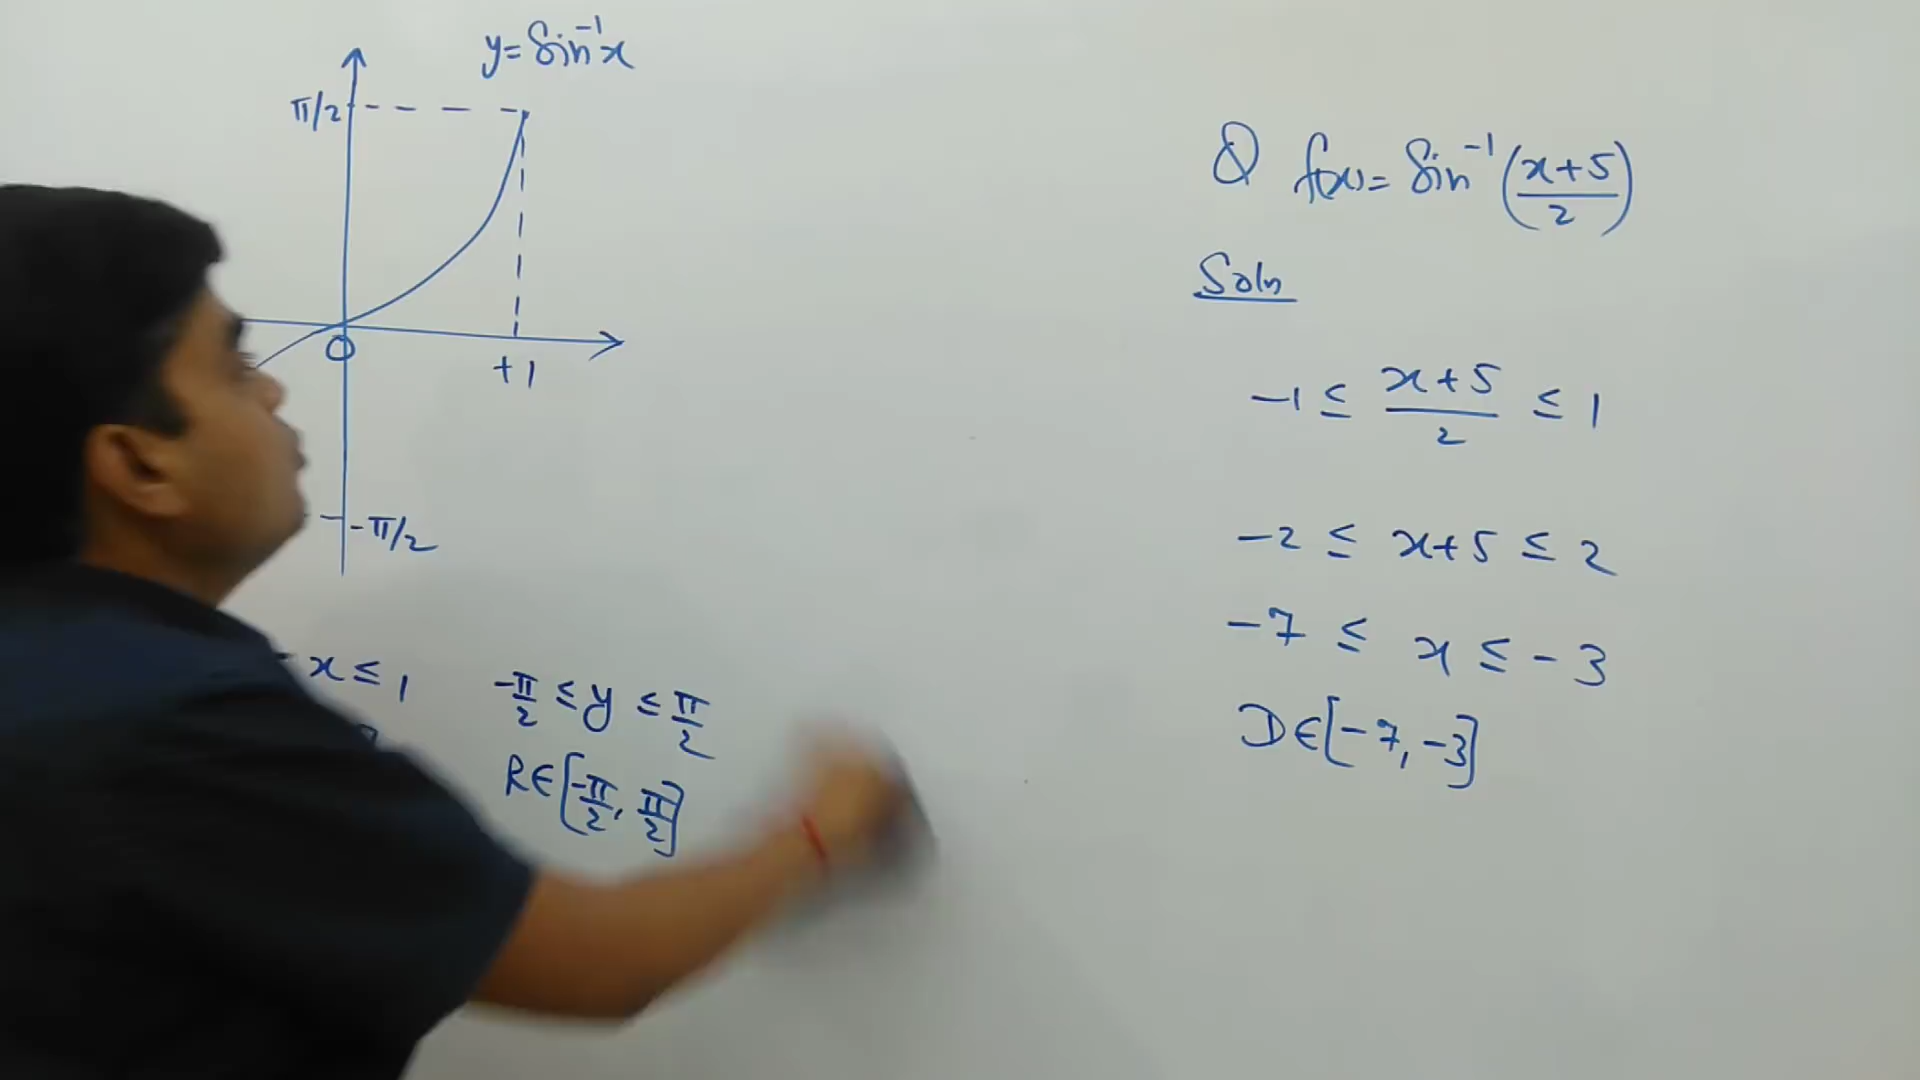 y = Sin⁻¹x
π/2
O
+1
-π/2
x ≤ 1
-π/2 ≤ y ≤ π/2
R∈[-π/2, π/2]
Q f(x) = Sin⁻¹((x+5)/2)
Soln
-1 ≤ (x+5)/2 ≤ 1
-2 ≤ x+5 ≤ 2
-7 ≤ x ≤ -3
D∈[-7, -3]